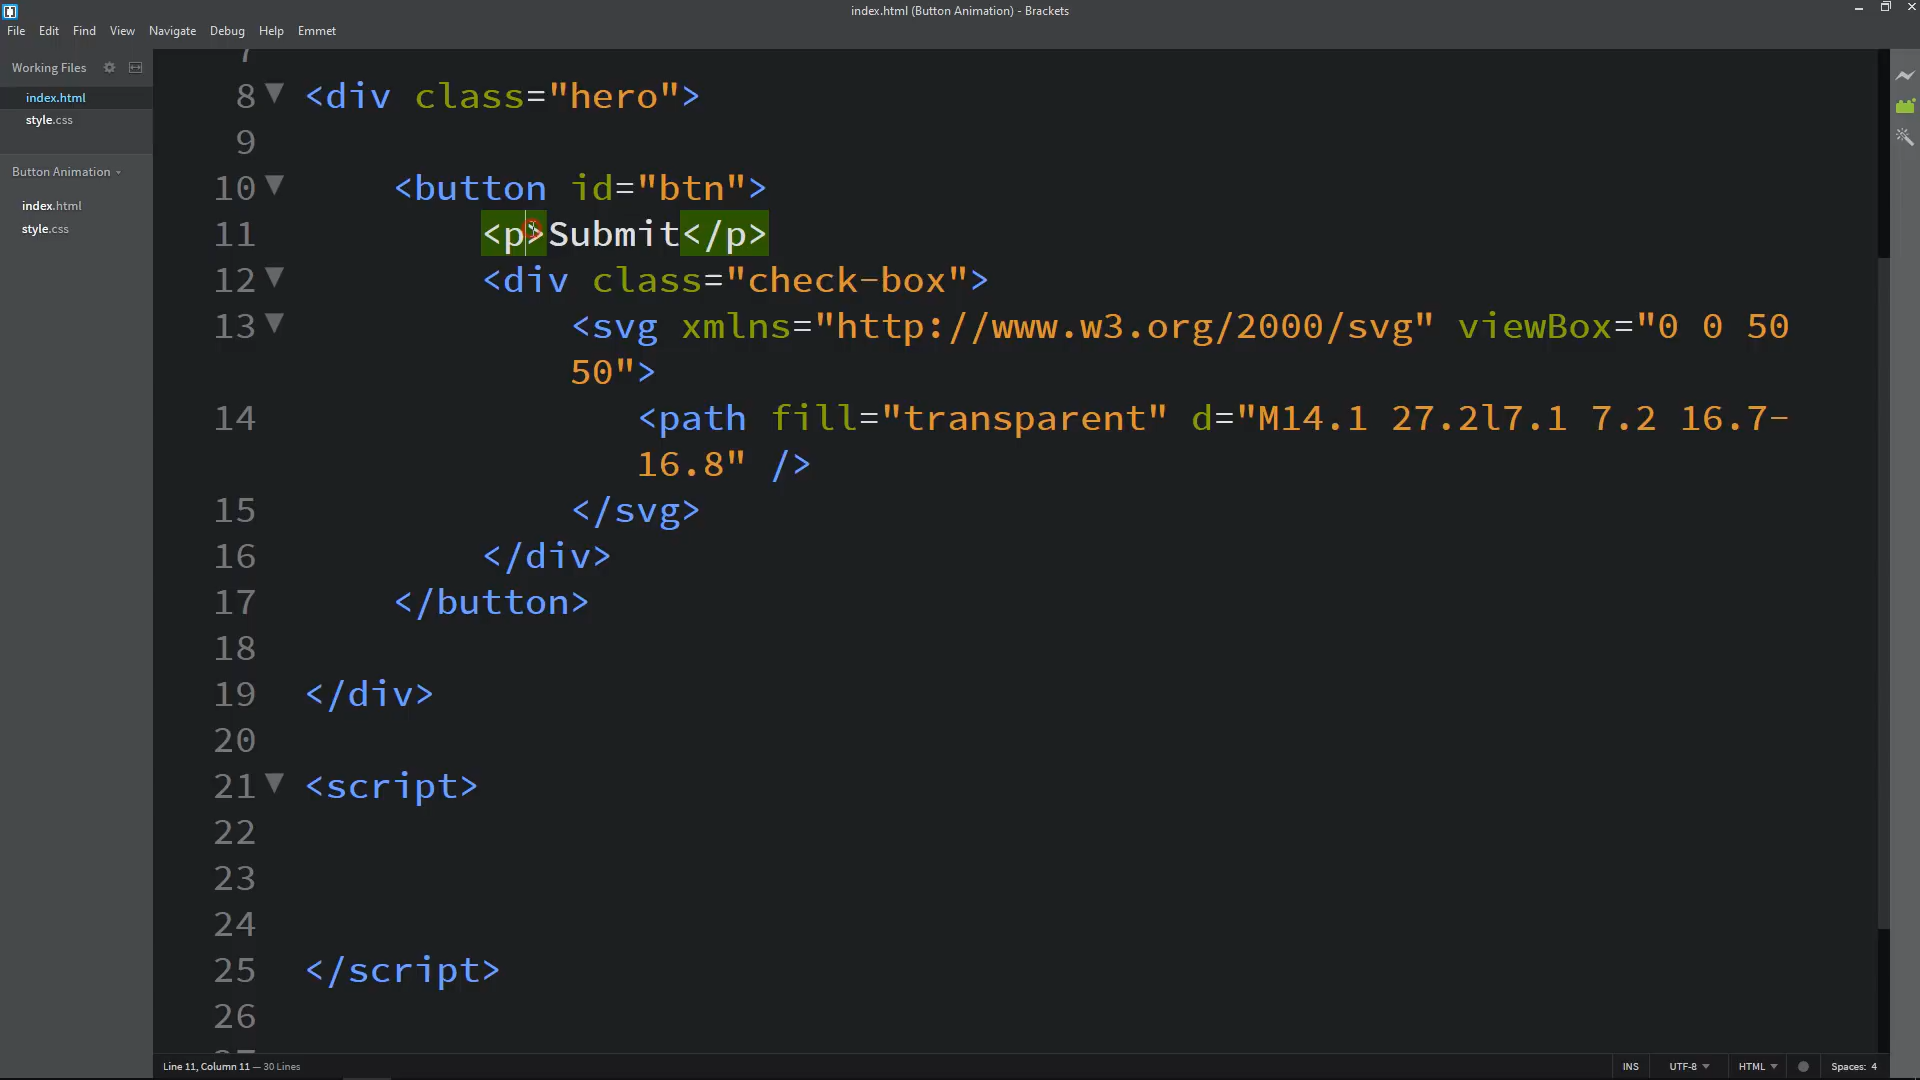 index.html (Button Animation) - Brackets
File Edit Find View Navigate Debug Help Emmet
Working Files
index.html
style.css
Button Animation
index.html
style.css
7
8 <div class="hero">
9
10 <button id="btn">
11 <p>Submit</p>
12 <div class="check-box">
13 <svg xmlns="http://www.w3.org/2000/svg" viewBox="0 0 50
50">
14 <path fill="transparent" d="M14.1 27.2l7.1 7.2 16.7-
16.8" />
15 </svg>
16 </div>
17 </button>
18
19 </div>
20
21 <script>
22
23
24
25 </script>
26
27
Line 11, Column 11 — 30 Lines
INS UTF-8 HTML Spaces: 4